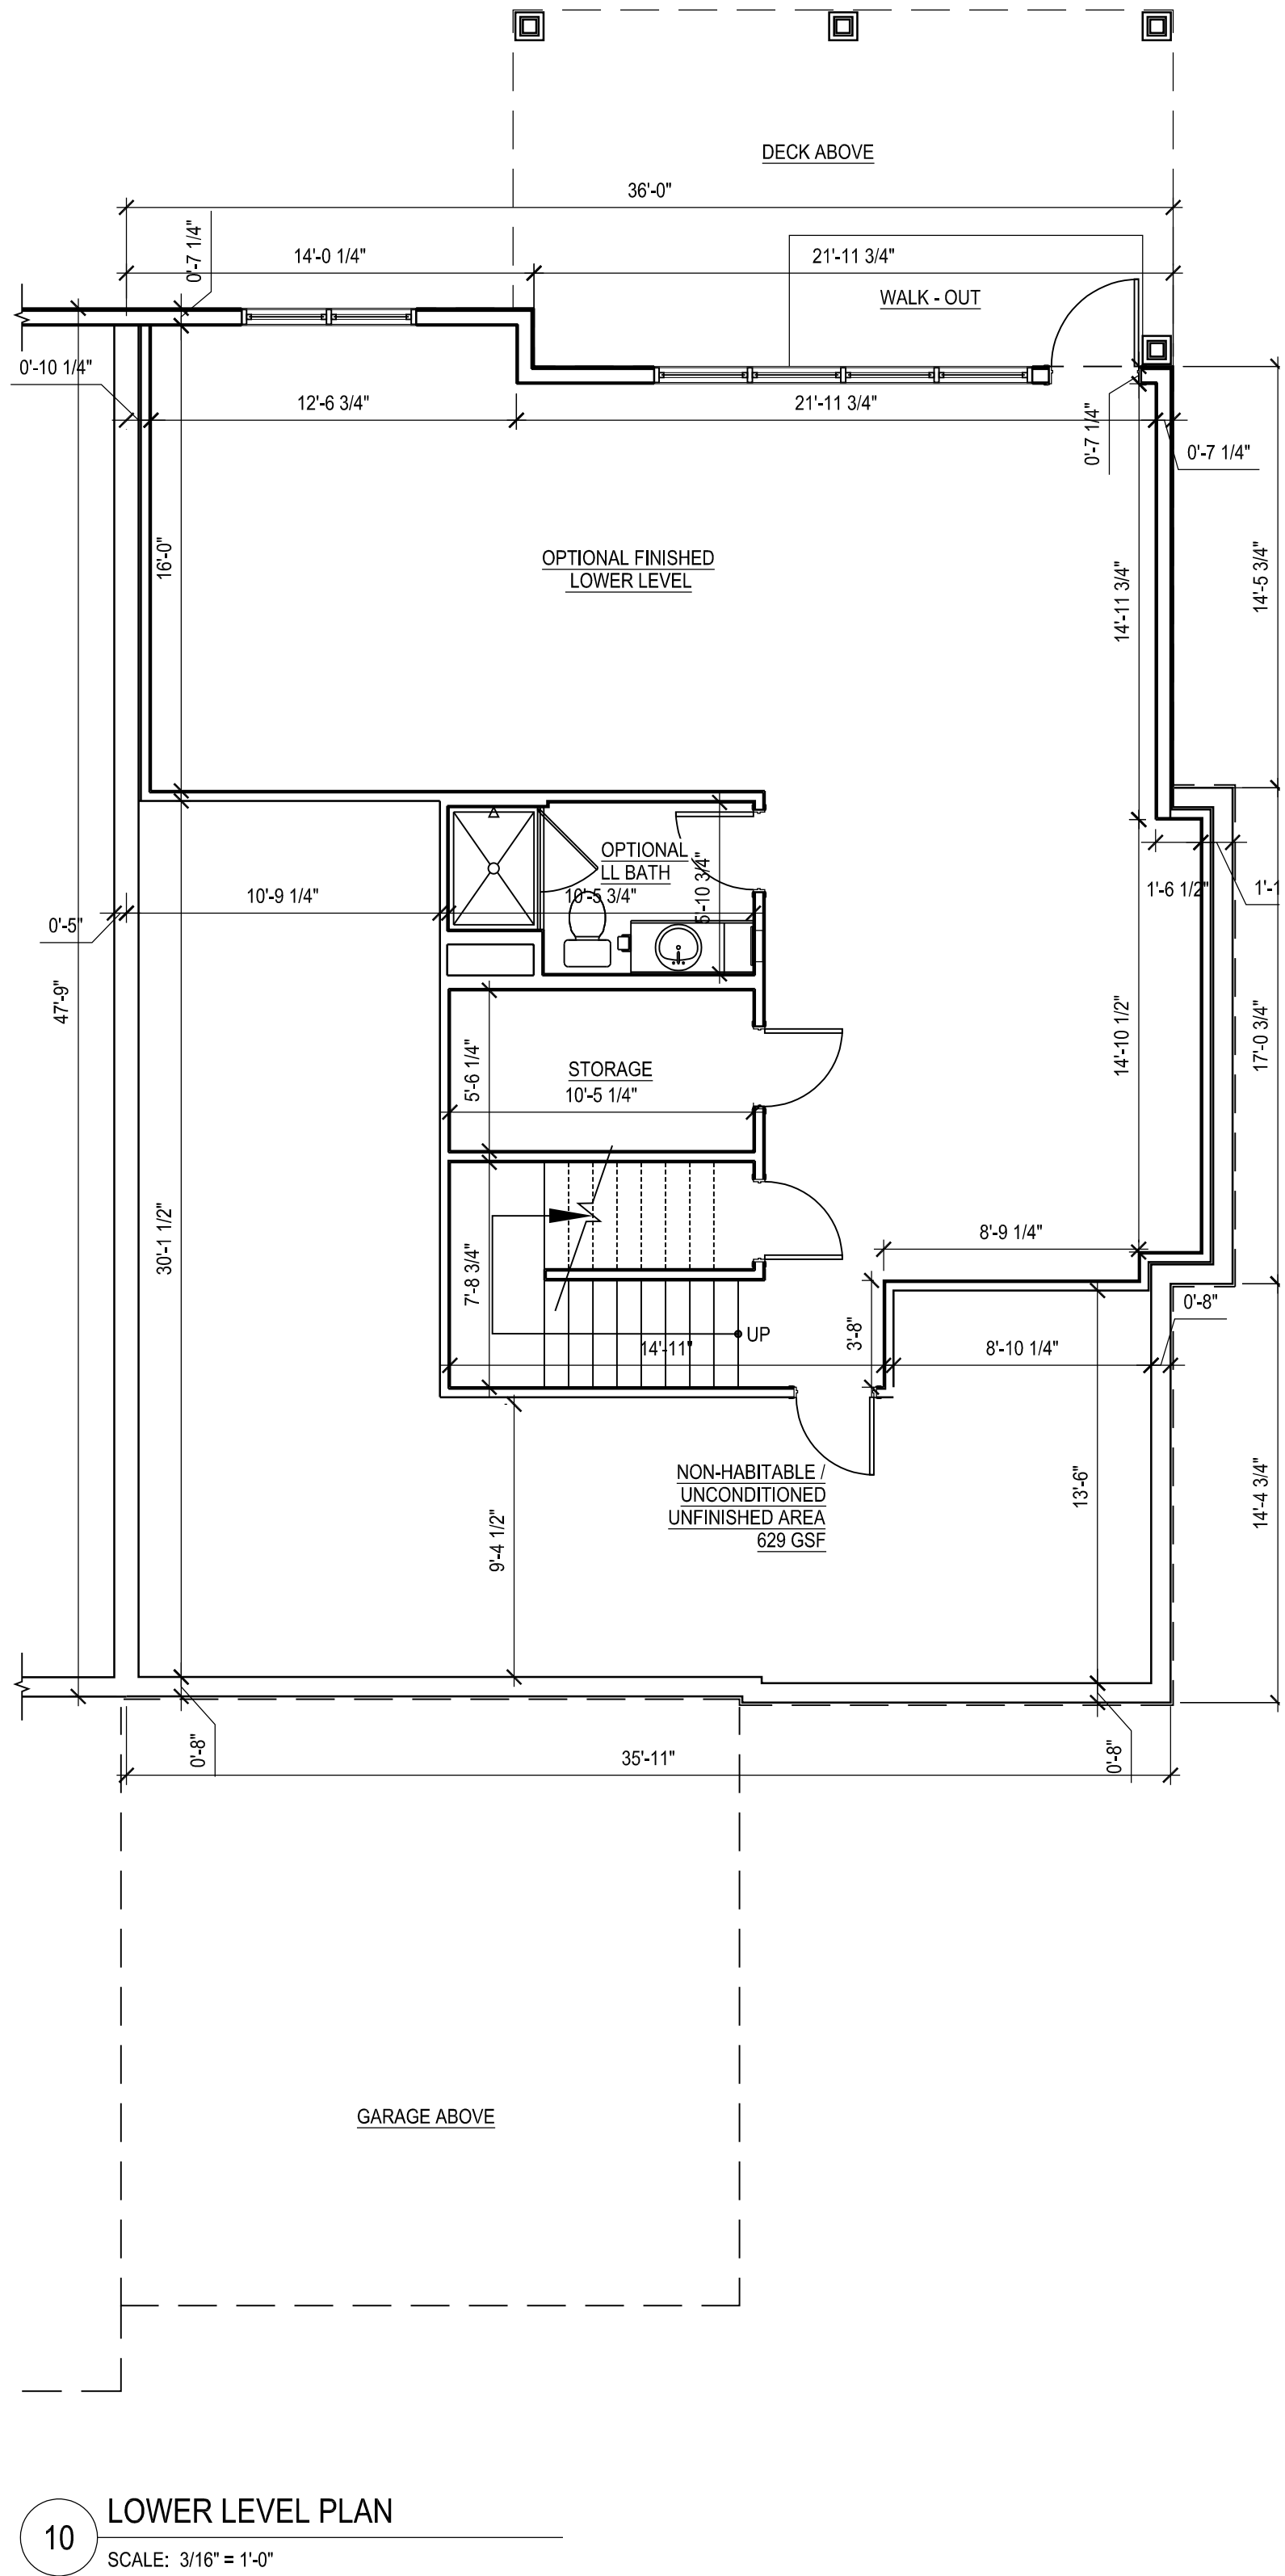 DECK ABOVE
36'-0"
0'-7 1/4"
14'-0 1/4"
21'-11 3/4"
WALK - OUT
0'-10 1/4"
12'-6 3/4"
21'-11 3/4"
0'-7 1/4"
0'-7 1/4"
16'-0"
OPTIONAL FINISHED
LOWER LEVEL
14'-11 3/4"
14'-5 3/4"
OPTIONAL
LL BATH
5'-10 3/4"
10'-9 1/4"
10'-5 3/4"
1'-6 1/2"
1'-1
0'-5"
47'-9"
5'-6 1/4"
STORAGE
10'-5 1/4"
14'-10 1/2"
17'-0 3/4"
30'-1 1/2"
7'-8 3/4"
8'-9 1/4"
0'-8"
UP
14'-11"
3'-8"
8'-10 1/4"
NON-HABITABLE /
UNCONDITIONED
UNFINISHED AREA
629 GSF
9'-4 1/2"
13'-6"
14'-4 3/4"
0'-8"
35'-11"
0'-8"
GARAGE ABOVE
10
LOWER LEVEL PLAN
SCALE: 3/16" = 1'-0"